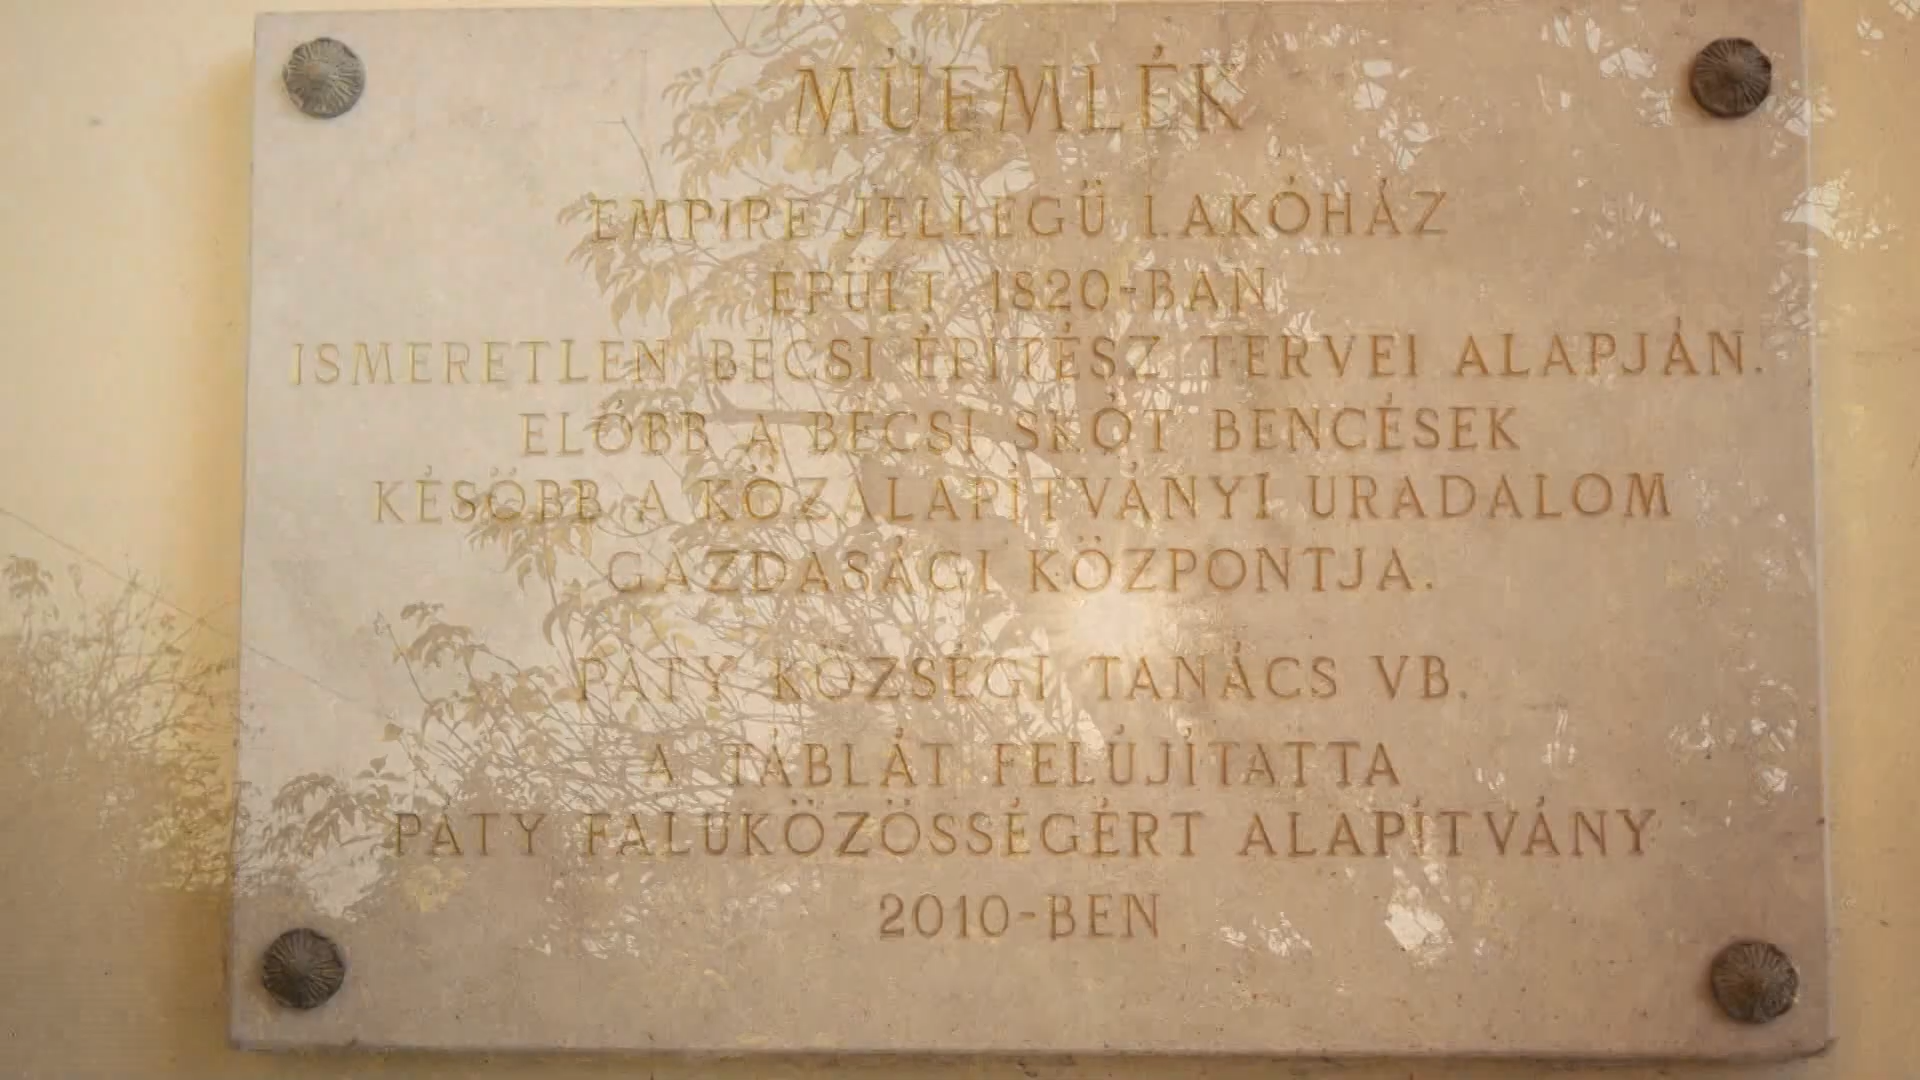 MŰEMLÉK
EMPIRE JELLEGŰ LAKÓHÁZ
ÉPÜLT 1820-BAN
ISMERETLEN BÉCSI ÉPÍTÉSZ TERVEI ALAPJÁN.
ELŐBB A BÉCSI SKÓT BENCÉSEK
KÉSŐBB A KÖZALAPÍTVÁNYI URADALOM
GAZDASÁGI KÖZPONTJA.
PÁTY KÖZSÉGI TANÁCS VB.
A TÁBLÁT FELÚJÍTATTA
PÁTY FALUKÖZÖSSÉGÉRT ALAPÍTVÁNY
2010-BEN